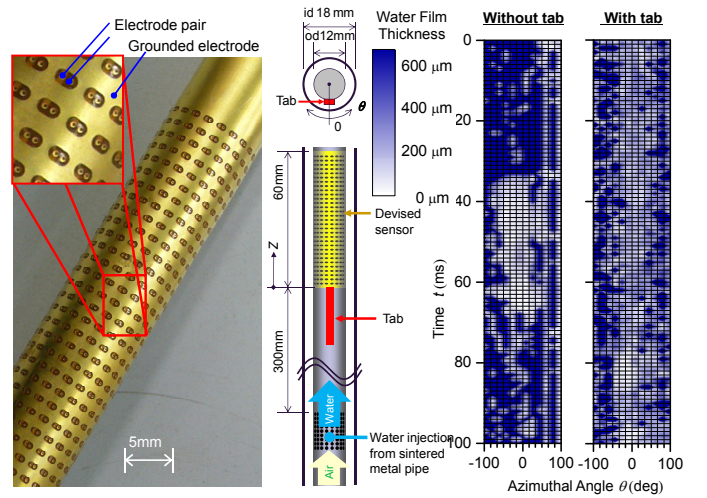 Electrode pair
Grounded electrode
5mm
id 18 mm
od12mm
Tab
θ
0
Water Film
Thickness
600 μm
400 μm
200 μm
0 μm
60mm
z
300mm
Devised
sensor
Tab
Water
Water injection
from sintered
metal pipe
Air
Without tab
With tab
0
20
40
60
80
100
Time t (ms)
-100
0
100
-100
0
100
Azimuthal Angle θ (deg)